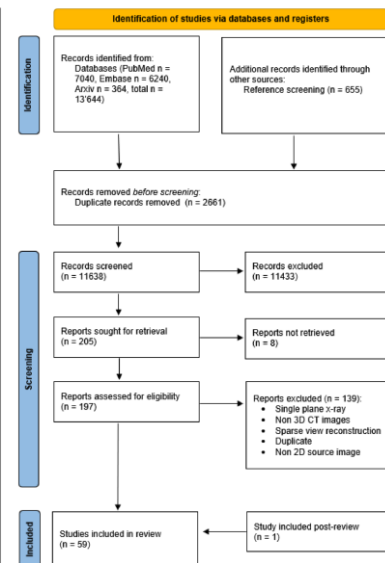 Identification of studies via databases and registers
Identification
Records identified from:
Databases (PubMed n =
7040, Embase n = 6240,
Arxiv n = 364, total n =
13'644)
Additional records identified through
other sources:
Reference screening (n = 655)
Records removed before screening:
Duplicate records removed (n = 2661)
Screening
Records screened
(n = 11638)
Records excluded
(n = 11433)
Reports sought for retrieval
(n = 205)
Reports not retrieved
(n = 8)
Reports assessed for eligibility
(n = 197)
Reports excluded (n = 139):
• Single plane x-ray
• Non 3D CT images
• Sparse view reconstruction
• Duplicate
• Non 2D source image
Included
Studies included in review
(n = 59)
Study included post-review
(n = 1)